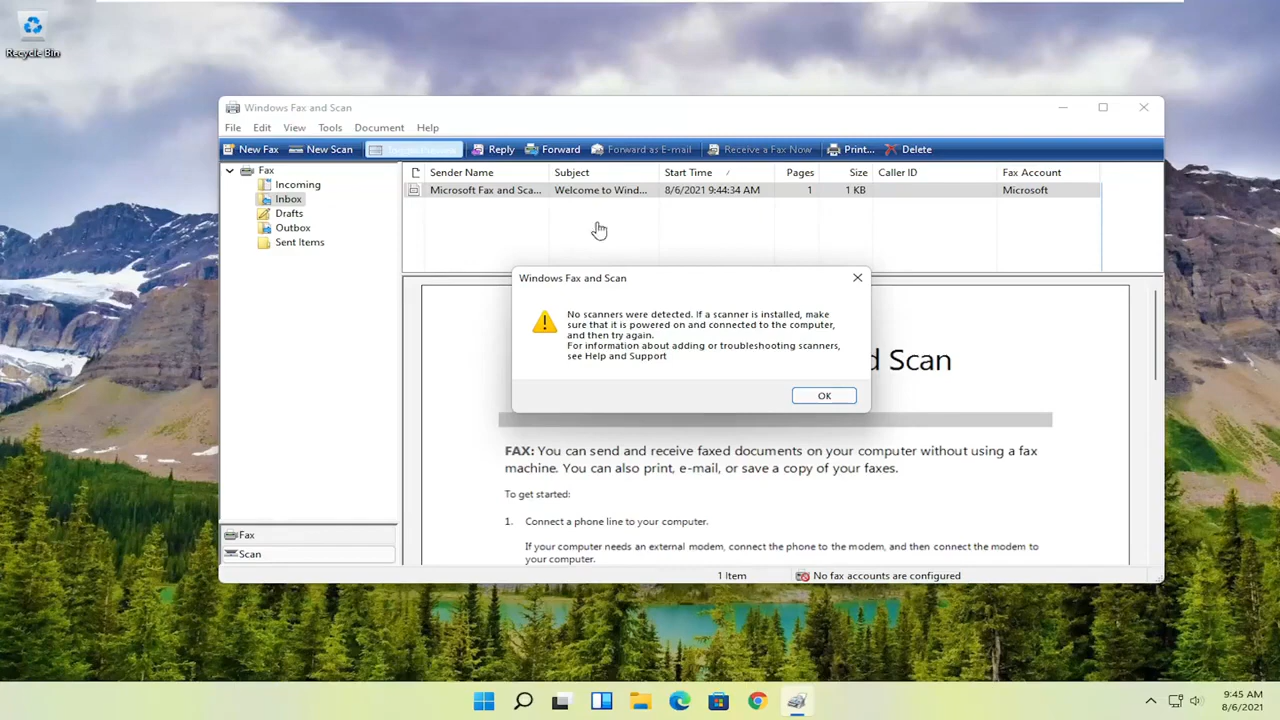 Recycle Bin
Windows Fax and Scan
File Edit View Tools Document Help
New Fax New Scan Reply Forward Forward as E-mail Receive a Fax Now Print... Delete
Fax
Incoming
Inbox
Drafts
Outbox
Sent Items
Sender Name Subject Start Time Pages Size Caller ID Fax Account
Microsoft Fax and Sca... Welcome to Wind... 8/6/2021 9:44:34 AM 1 1 KB Microsoft
Windows Fax and Scan
No scanners were detected. If a scanner is installed, make
sure that it is powered on and connected to the computer,
and then try again.
For information about adding or troubleshooting scanners,
see Help and Support
OK
d Scan
FAX: You can send and receive faxed documents on your computer without using a fax
machine. You can also print, e-mail, or save a copy of your faxes.
To get started:
1. Connect a phone line to your computer.
If your computer needs an external modem, connect the phone to the modem, and then connect the modem to
your computer.
Fax
Scan
1 Item No fax accounts are configured
9:45 AM
8/6/2021